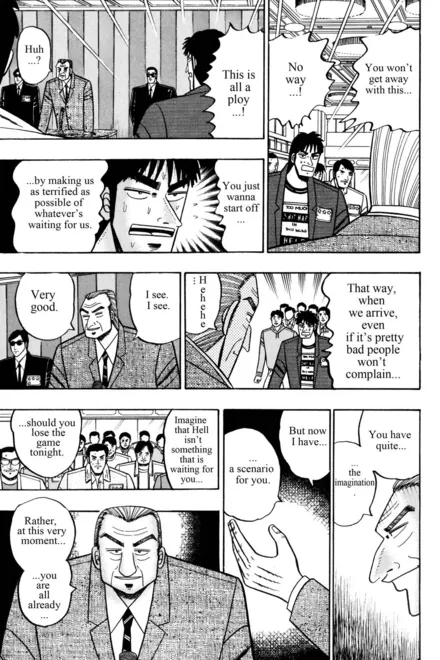 You won't
get away
with this...
No
way
...!
This is
all a
ploy
...!
Huh
...?
You just
wanna
start off
...
...by making us
as terrified as
possible of
whatever's
waiting for us.
That way,
when
we arrive,
even
if it's pretty
bad people
won't
complain...
Hehehe
...
I see.
I see.
Very
good.
You have
quite...
...
the
imagination
.
But now
I have...
...
a scenario
for you.
Imagine
that Hell
isn't
something
that is
waiting for
you...
...should you
lose the
game
tonight.
Rather,
at this very
moment...
...you
are
all
already
...